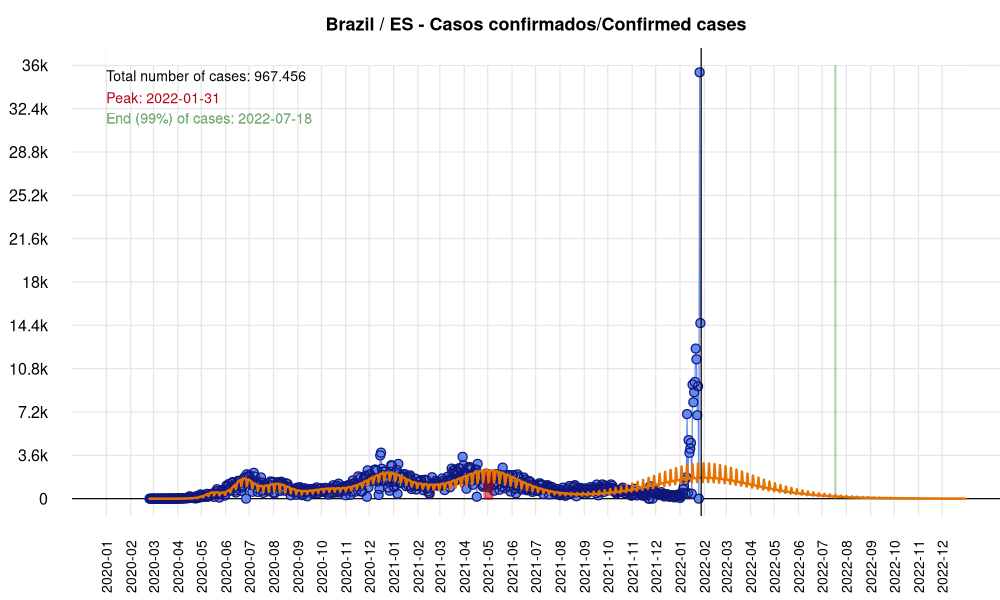 Brazil / ES - Casos confirmados/Confirmed cases
Total number of cases: 967.456
Peak: 2022-01-31
End (99%) of cases: 2022-07-18
36k
32.4k
28.8k
25.2k
21.6k
18k
14.4k
10.8k
7.2k
3.6k
0
2020-01
2020-02
2020-03
2020-04
2020-05
2020-06
2020-07
2020-08
2020-09
2020-10
2020-11
2020-12
2021-01
2021-02
2021-03
2021-04
2021-05
2021-06
2021-07
2021-08
2021-09
2021-10
2021-11
2021-12
2022-01
2022-02
2022-03
2022-04
2022-05
2022-06
2022-07
2022-08
2022-09
2022-10
2022-11
2022-12